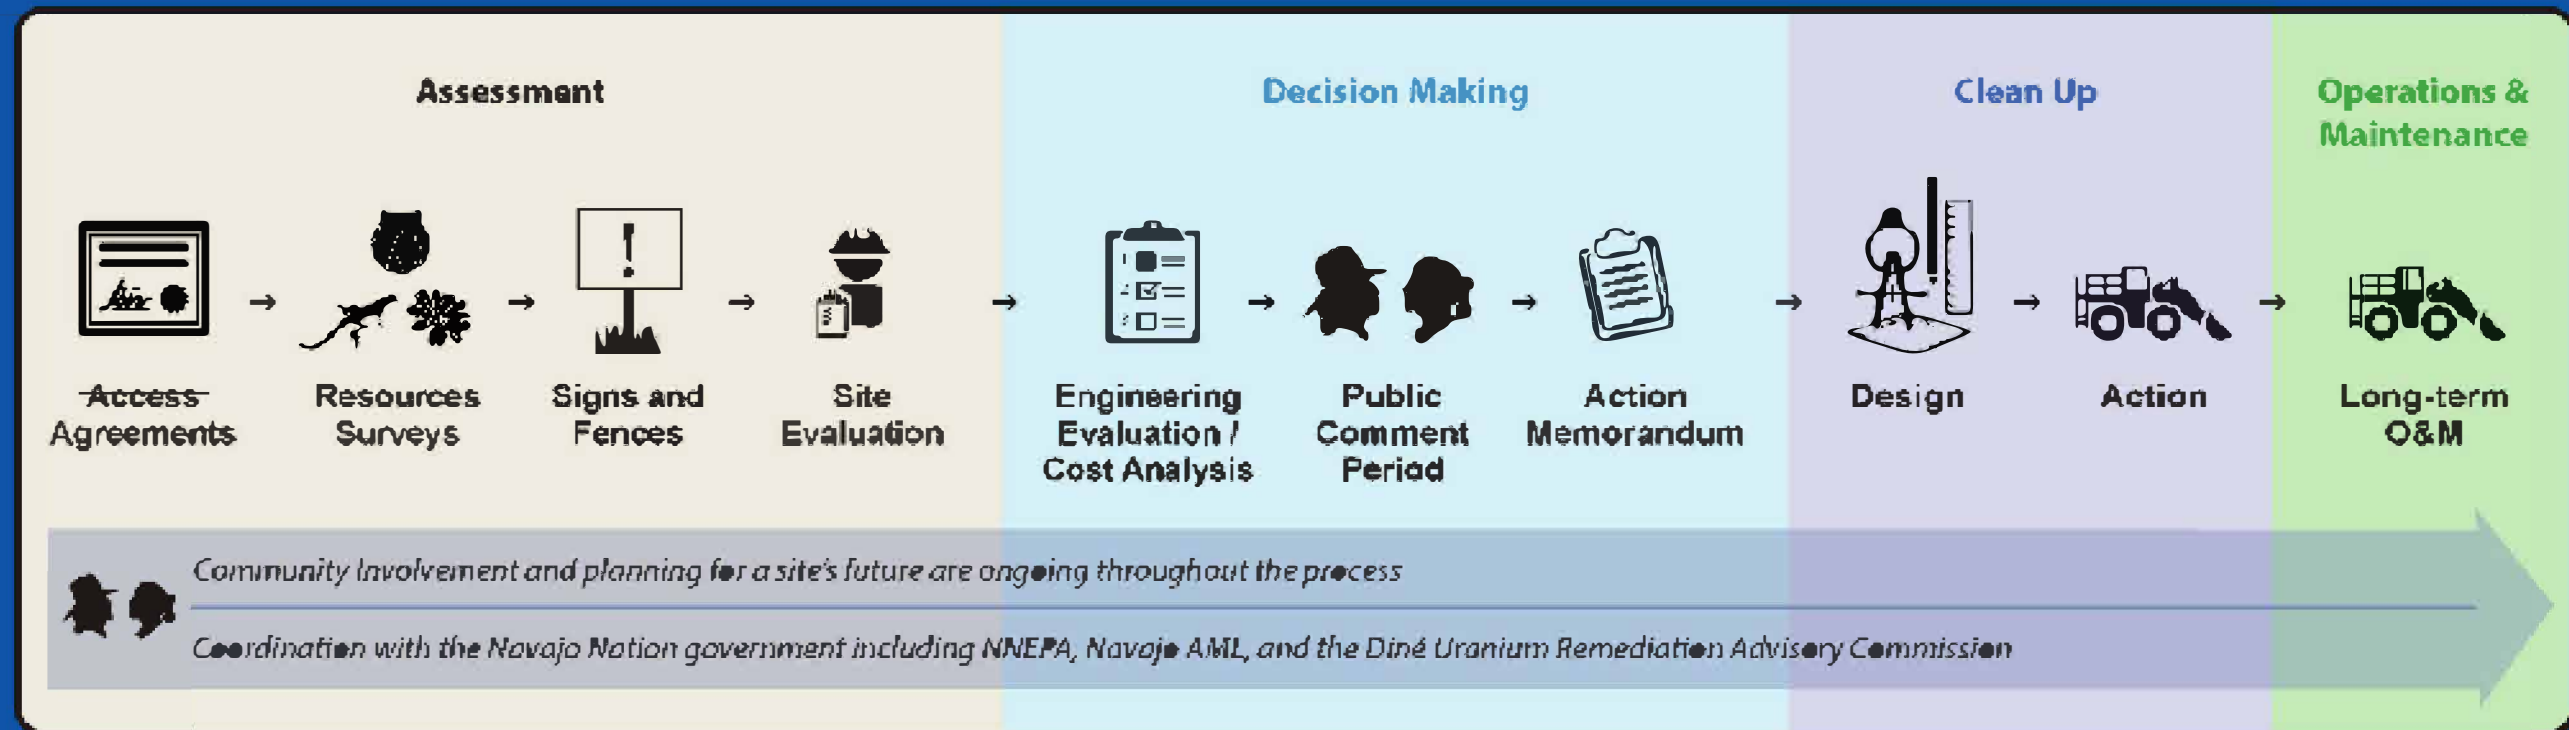 Assessment
Access
Agreements
Resources
Surveys
Signs and
Fences
Site
Evaluation
Decision Making
Engineering
Evaluation /
Cost Analysis
Public
Comment
Period
Action
Memorandum
Clean Up
Design
Action
Operations &
Maintenance
Long-term
O&M
Community Involvement and planning for a site's future are ongoing throughout the process
Coordination with the Navajo Nation government including NNEPA, Navajo AML, and the Diné Uranium Remediation Advisory Commission